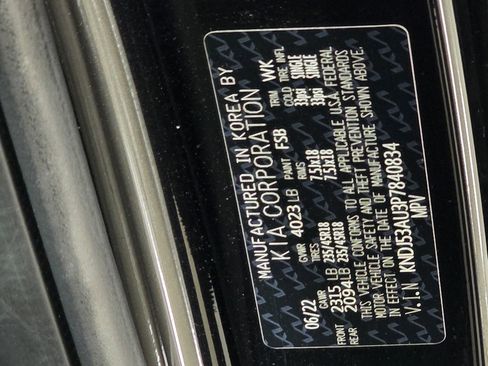 MANUFACTURED IN KOREA BY
KIA CORPORATION
06/22 GVWR 4023 LB PAINT FSB TRIM WK
GAWR TIRES RIMS COLD TIRE INFL
FRONT 2315 LB 235/45R18 7.5Jx18 33psi SINGLE
REAR 2094LB 235/45R18 7.5Jx18 33psi SINGLE
THIS VEHICLE CONFORMS TO ALL APPLICABLE U.S.A. FEDERAL
MOTOR VEHICLE SAFETY AND THEFT PREVENTION STANDARDS
IN EFFECT ON THE DATE OF MANUFACTURE SHOWN ABOVE.
V.I.N KNDJ53AU3P7840834
MPV